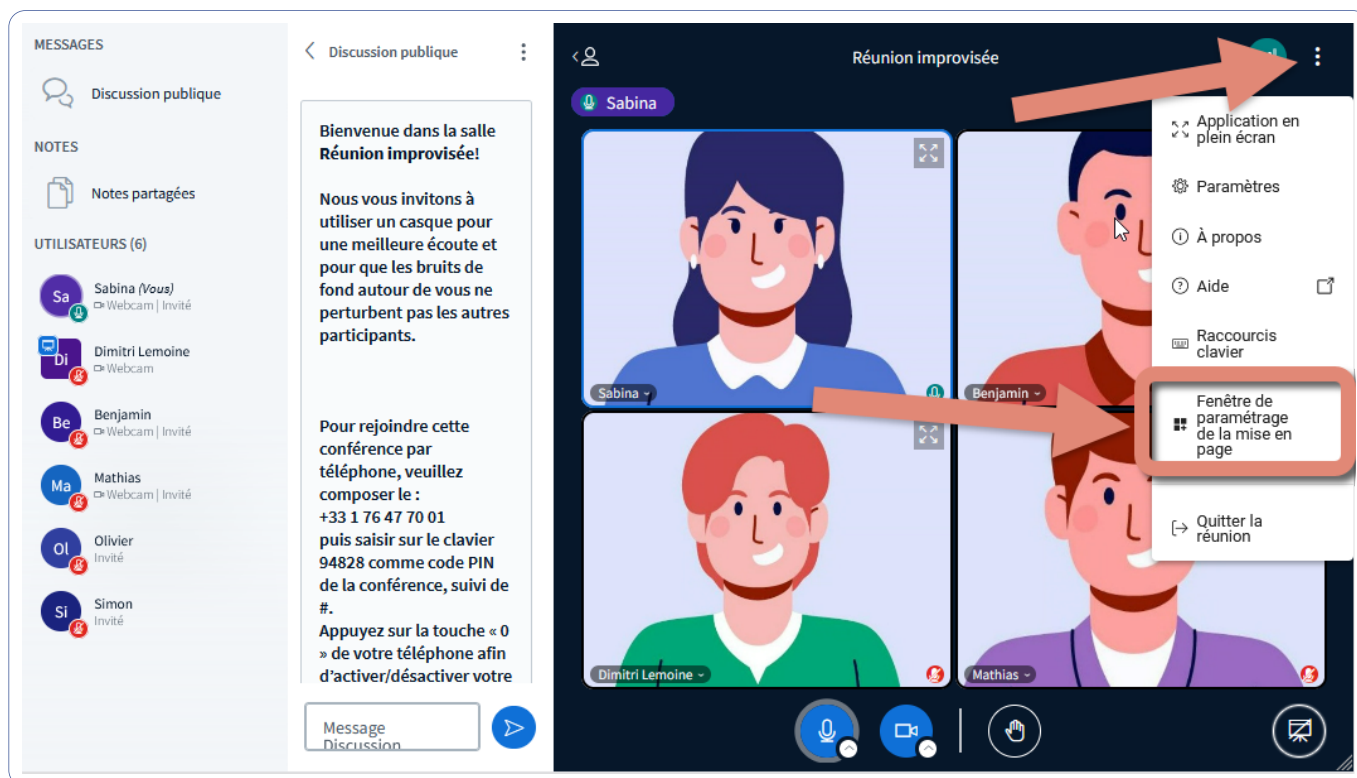 MESSAGES
Discussion publique
NOTES
Notes partagées
UTILISATEURS (6)
Sa
Sabina (Vous)
Webcam | Invité
Di
Dimitri Lemoine
Webcam
Be
Benjamin
Webcam | Invité
Ma
Mathias
Webcam | Invité
Ol
Olivier
Invité
Si
Simon
Invité
Discussion publique
Bienvenue dans la salle
Réunion improvisée!
Nous vous invitons à
utiliser un casque pour
une meilleure écoute et
pour que les bruits de
fond autour de vous ne
perturbent pas les autres
participants.
Pour rejoindre cette
conférence par
téléphone, veuillez
composer le :
+33 1 76 47 70 01
puis saisir sur le clavier
94828 comme code PIN
de la conférence, suivi de
#.
Appuyez sur la touche « 0
» de votre téléphone afin
d’activer/désactiver votre
Message
Discussion
Réunion improvisée
Sabina
Sabina
Benjamin
Dimitri Lemoine
Mathias
Application en
plein écran
Paramètres
À propos
Aide
Raccourcis
clavier
Fenêtre de
paramétrage
de la mise en
page
Quitter la
réunion